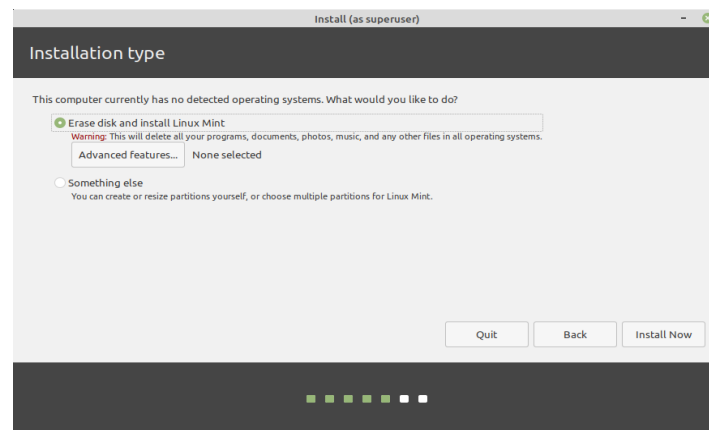 Install (as superuser)
Installation type
This computer currently has no detected operating systems. What would you like to do?
Erase disk and install Linux Mint
Warning: This will delete all your programs, documents, photos, music, and any other files in all operating systems.
Advanced features... None selected
Something else
You can create or resize partitions yourself, or choose multiple partitions for Linux Mint.
Quit Back Install Now